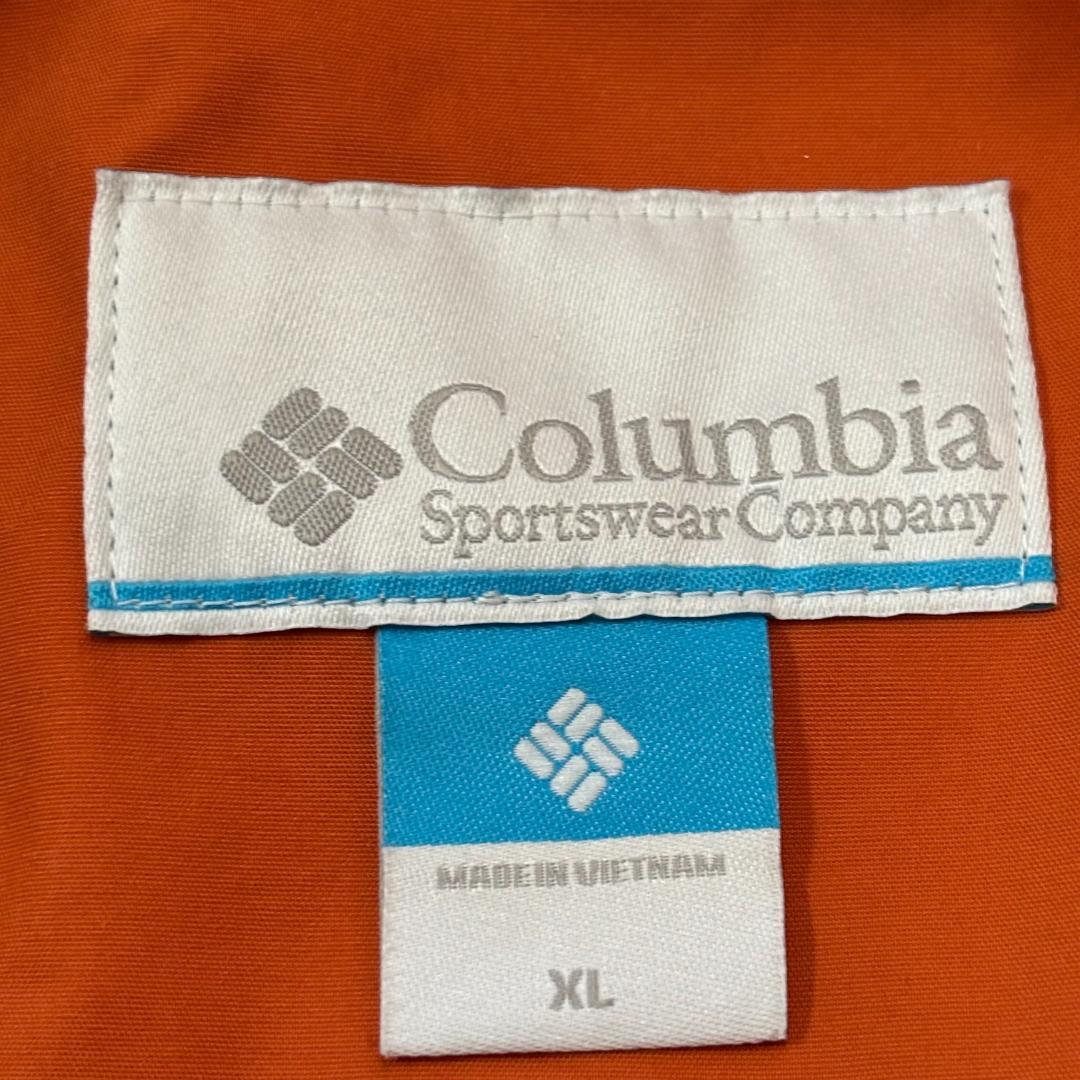 Columbia
Sportswear Company
MADE IN VIETNAM
XL